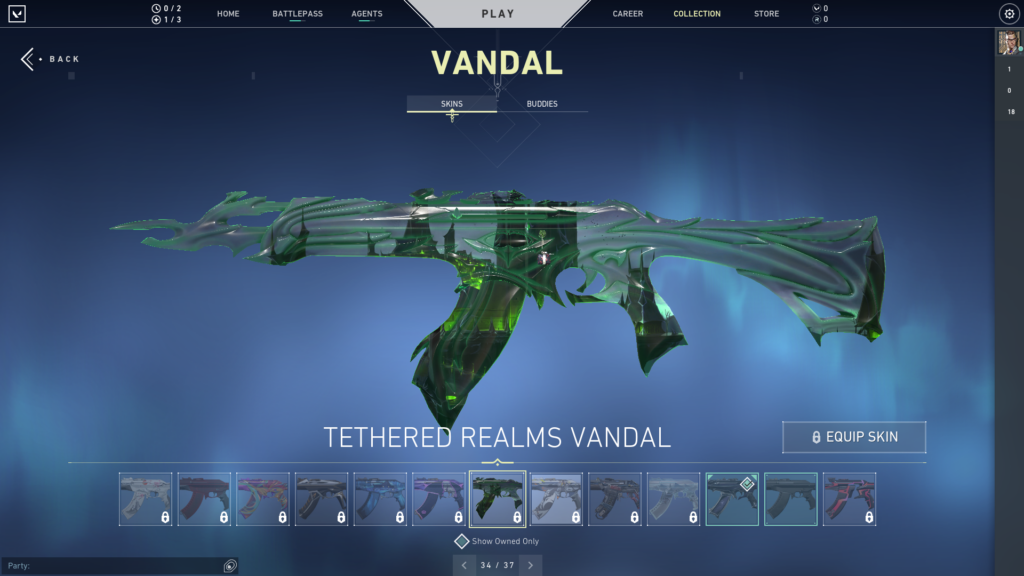 0 / 2
1 / 3
HOME
BATTLEPASS
AGENTS
PLAY
CAREER
COLLECTION
STORE
0
0
BACK
VANDAL
SKINS
BUDDIES
1
0
18
TETHERED REALMS VANDAL
EQUIP SKIN
Show Owned Only
34 / 37
Party: